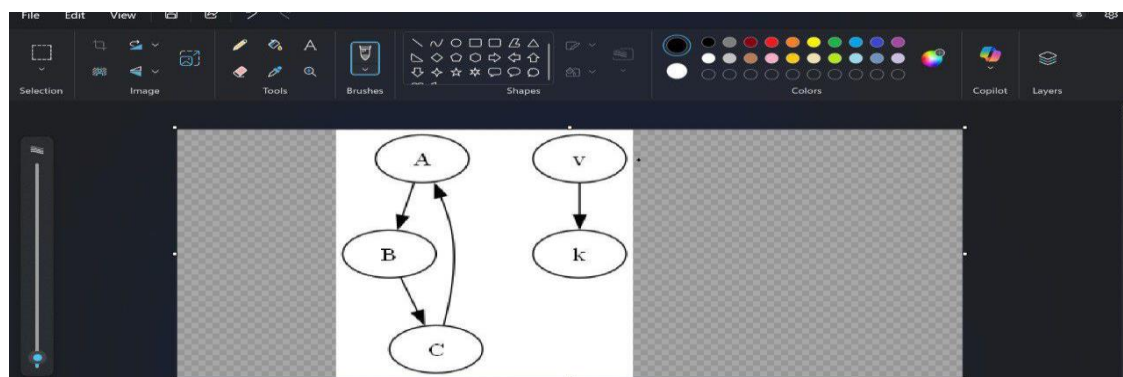 File Edit View
A
Selection Image Tools Brushes Shapes Colors Copilot Layers
A v
B k
C